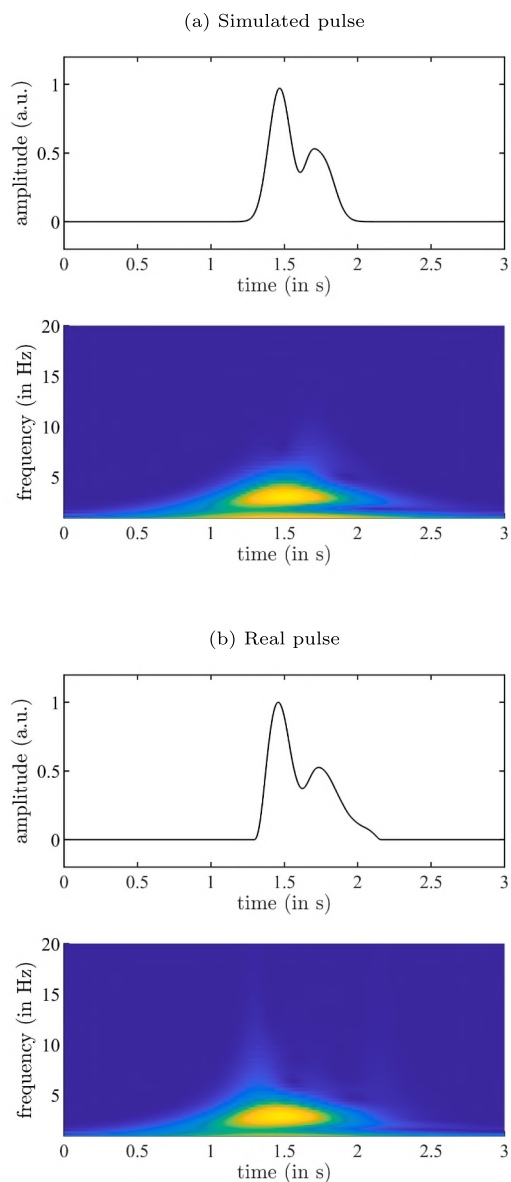 (a) Simulated pulse
amplitude (a.u.)
1
0.5
0
0 0.5 1 1.5 2 2.5 3
time (in s)
frequency (in Hz)
20
15
10
5
0 0.5 1 1.5 2 2.5 3
time (in s)
(b) Real pulse
amplitude (a.u.)
1
0.5
0
0 0.5 1 1.5 2 2.5 3
time (in s)
frequency (in Hz)
20
15
10
5
0 0.5 1 1.5 2 2.5 3
time (in s)